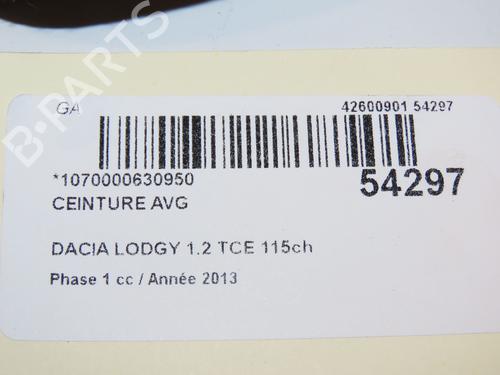 GA
42600901 54297
*1070000630950
54297
CEINTURE AVG
DACIA LODGY 1.2 TCE 115ch
Phase 1 cc / Année 2013
B-PARTS